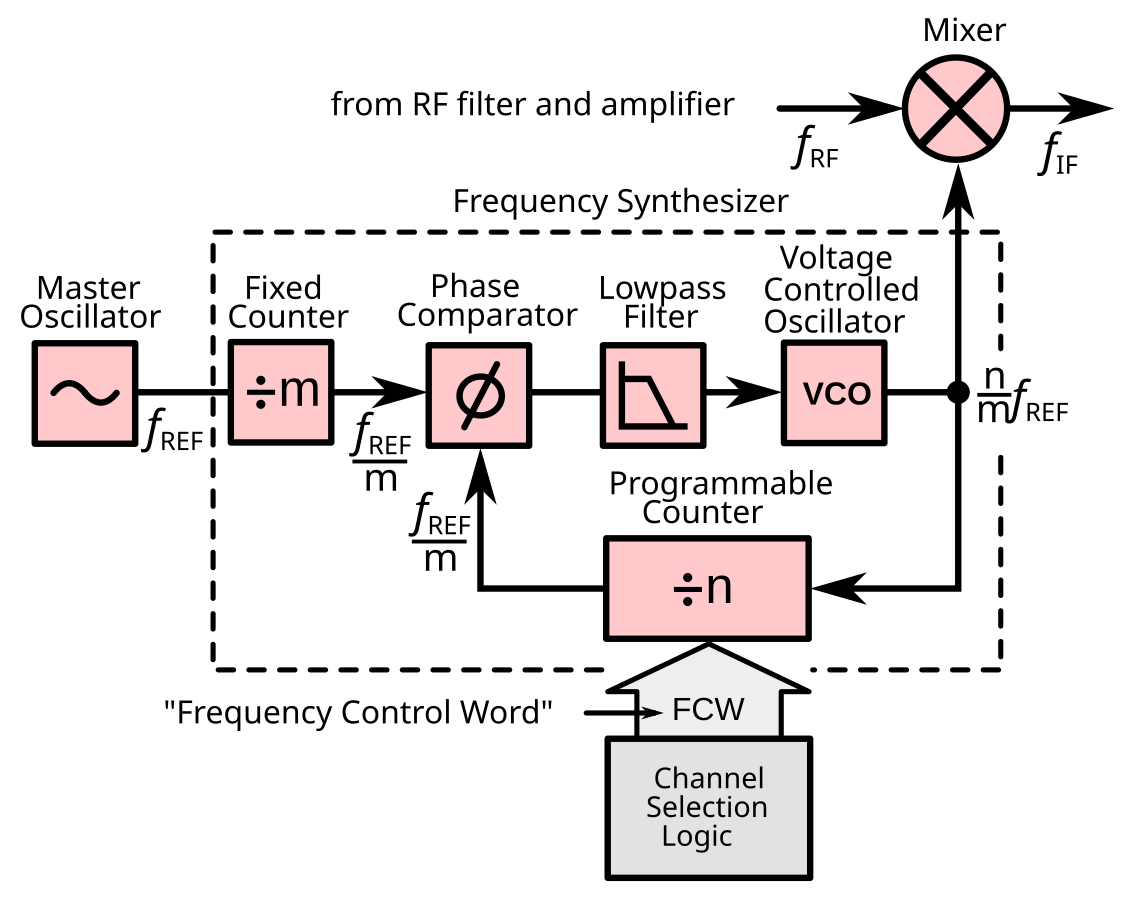 Mixer
from RF filter and amplifier
fRF
fIF
Frequency Synthesizer
Master
Oscillator
Fixed
Counter
Phase
Comparator
Lowpass
Filter
Voltage
Controlled
Oscillator
÷m
VCO
fREF
fREF
m
n
m fREF
fREF
m
Programmable
Counter
÷n
"Frequency Control Word"
FCW
Channel
Selection
Logic